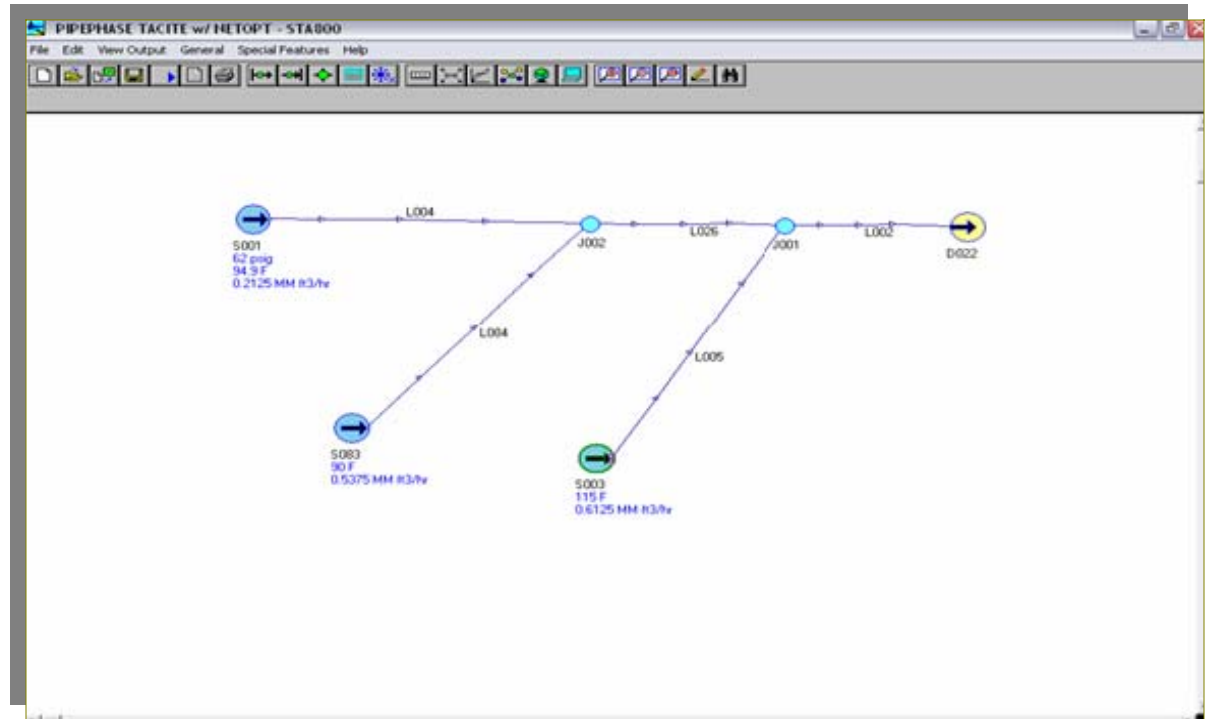 PIPEPHASE TACITE w/ NETOPT - STA800
File Edit View Output General Special Features Help
L004
S001
62 psig
94.9 F
0.2125 MM ft3/hr
J002
L026
J001
L002
D022
L004
L005
S083
90 F
0.5375 MM ft3/hr
S003
115 F
0.6125 MM ft3/hr